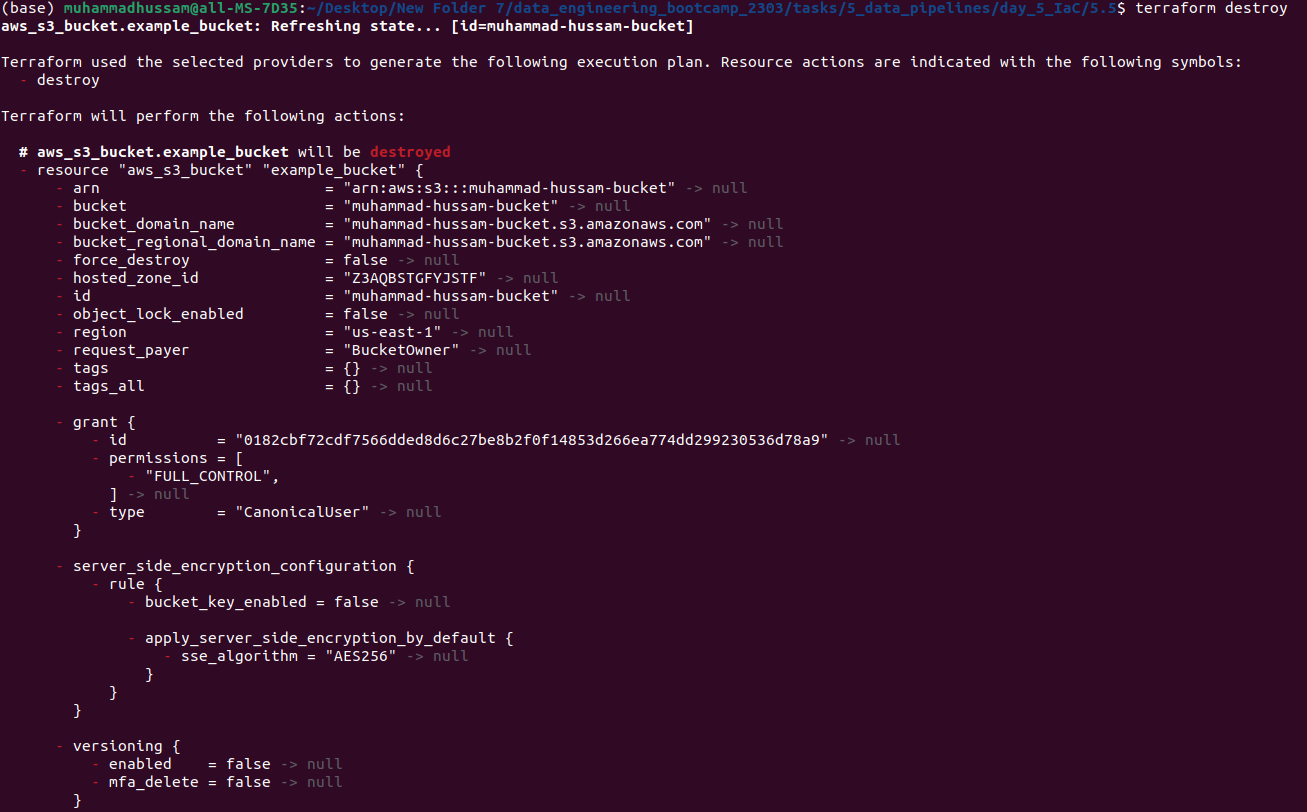 (base) muhammadhussam@all-MS-7D35:~/Desktop/New Folder 7/data_engineering_bootcamp_2303/tasks/5_data_pipelines/day_5_IaC/5.5$ terraform destroy
aws_s3_bucket.example_bucket: Refreshing state... [id=muhammad-hussam-bucket]
Terraform used the selected providers to generate the following execution plan. Resource actions are indicated with the following symbols:
- destroy
Terraform will perform the following actions:
# aws_s3_bucket.example_bucket will be destroyed
- resource "aws_s3_bucket" "example_bucket" {
- arn = "arn:aws:s3:::muhammad-hussam-bucket" -> null
- bucket = "muhammad-hussam-bucket" -> null
- bucket_domain_name = "muhammad-hussam-bucket.s3.amazonaws.com" -> null
- bucket_regional_domain_name = "muhammad-hussam-bucket.s3.amazonaws.com" -> null
- force_destroy = false -> null
- hosted_zone_id = "Z3AQBSTGFYJSTF" -> null
- id = "muhammad-hussam-bucket" -> null
- object_lock_enabled = false -> null
- region = "us-east-1" -> null
- request_payer = "BucketOwner" -> null
- tags = {} -> null
- tags_all = {} -> null
- grant {
- id = "0182cbf72cdf7566dded8d6c27be8b2f0f14853d266ea774dd299230536d78a9" -> null
- permissions = [
- "FULL_CONTROL",
] -> null
- type = "CanonicalUser" -> null
}
- server_side_encryption_configuration {
- rule {
- bucket_key_enabled = false -> null
- apply_server_side_encryption_by_default {
- sse_algorithm = "AES256" -> null
}
}
}
- versioning {
- enabled = false -> null
- mfa_delete = false -> null
}